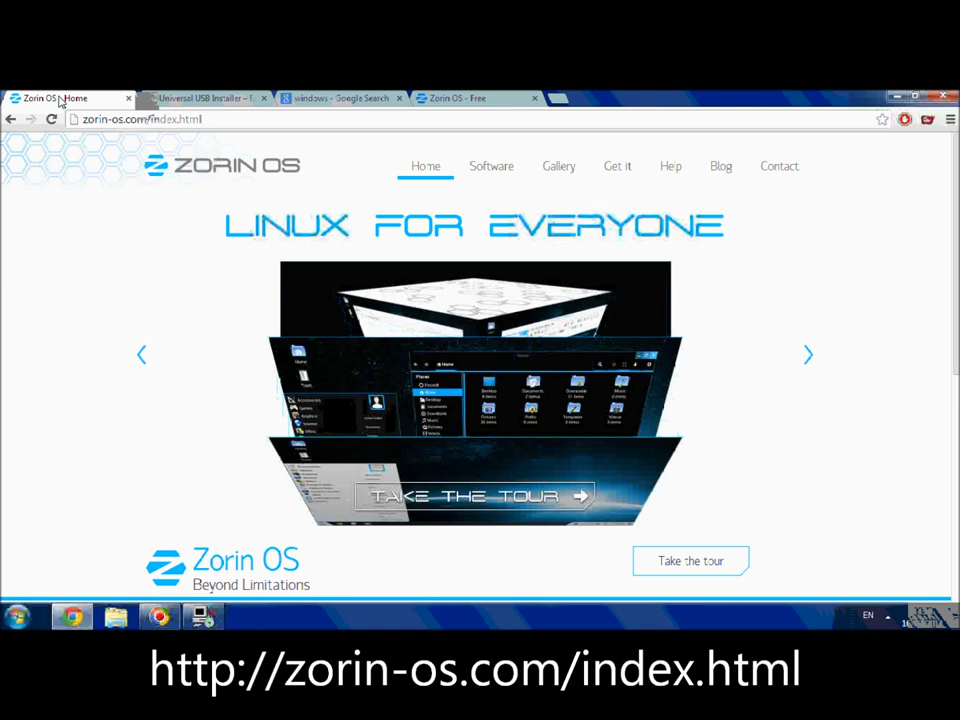 Zorin OS - Home
Universal USB Installer – E
windows - Google Search
Zorin OS - Free
zorin-os.com/index.html
ZORIN OS
Home
Software
Gallery
Get it
Help
Blog
Contact
LINUX FOR EVERYONE
TAKE THE TOUR
Zorin OS
Beyond Limitations
Take the tour
EN
http://zorin-os.com/index.html